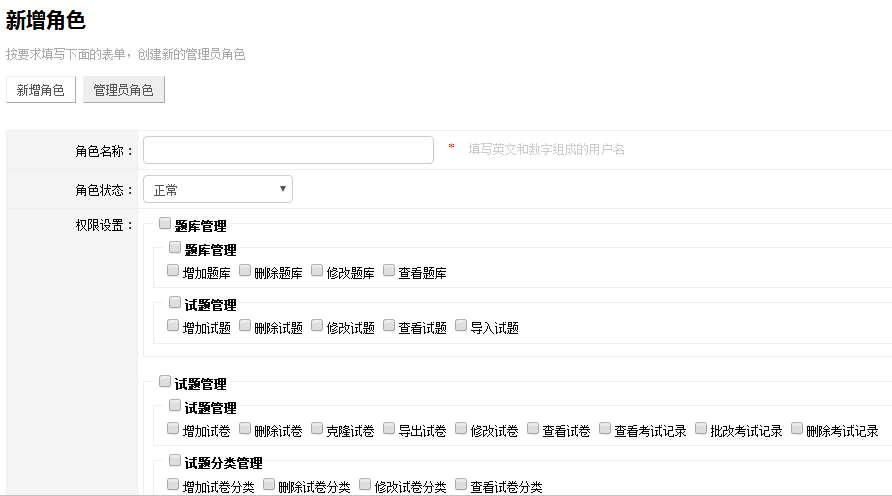 新增角色
按要求填写下面的表单，创建新的管理员角色
新增角色 管理员角色
角色名称： * 填写英文和数字组成的用户名
角色状态： 正常
权限设置： 题库管理
题库管理
增加题库 删除题库 修改题库 查看题库
试题管理
增加试题 删除试题 修改试题 查看试题 导入试题
试题管理
试题管理
增加试卷 删除试卷 克隆试卷 导出试卷 修改试卷 查看试卷 查看考试记录 批改考试记录 删除考试记录
试题分类管理
增加试卷分类 删除试卷分类 修改试卷分类 查看试卷分类